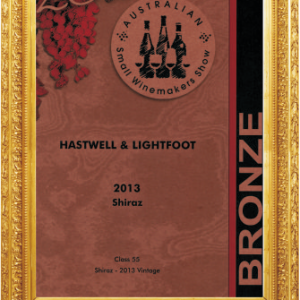 AUSTRALIAN
Small Winemakers Show
HASTWELL & LIGHTFOOT
2013
Shiraz
Class 55
Shiraz - 2013 Vintage
BRONZE